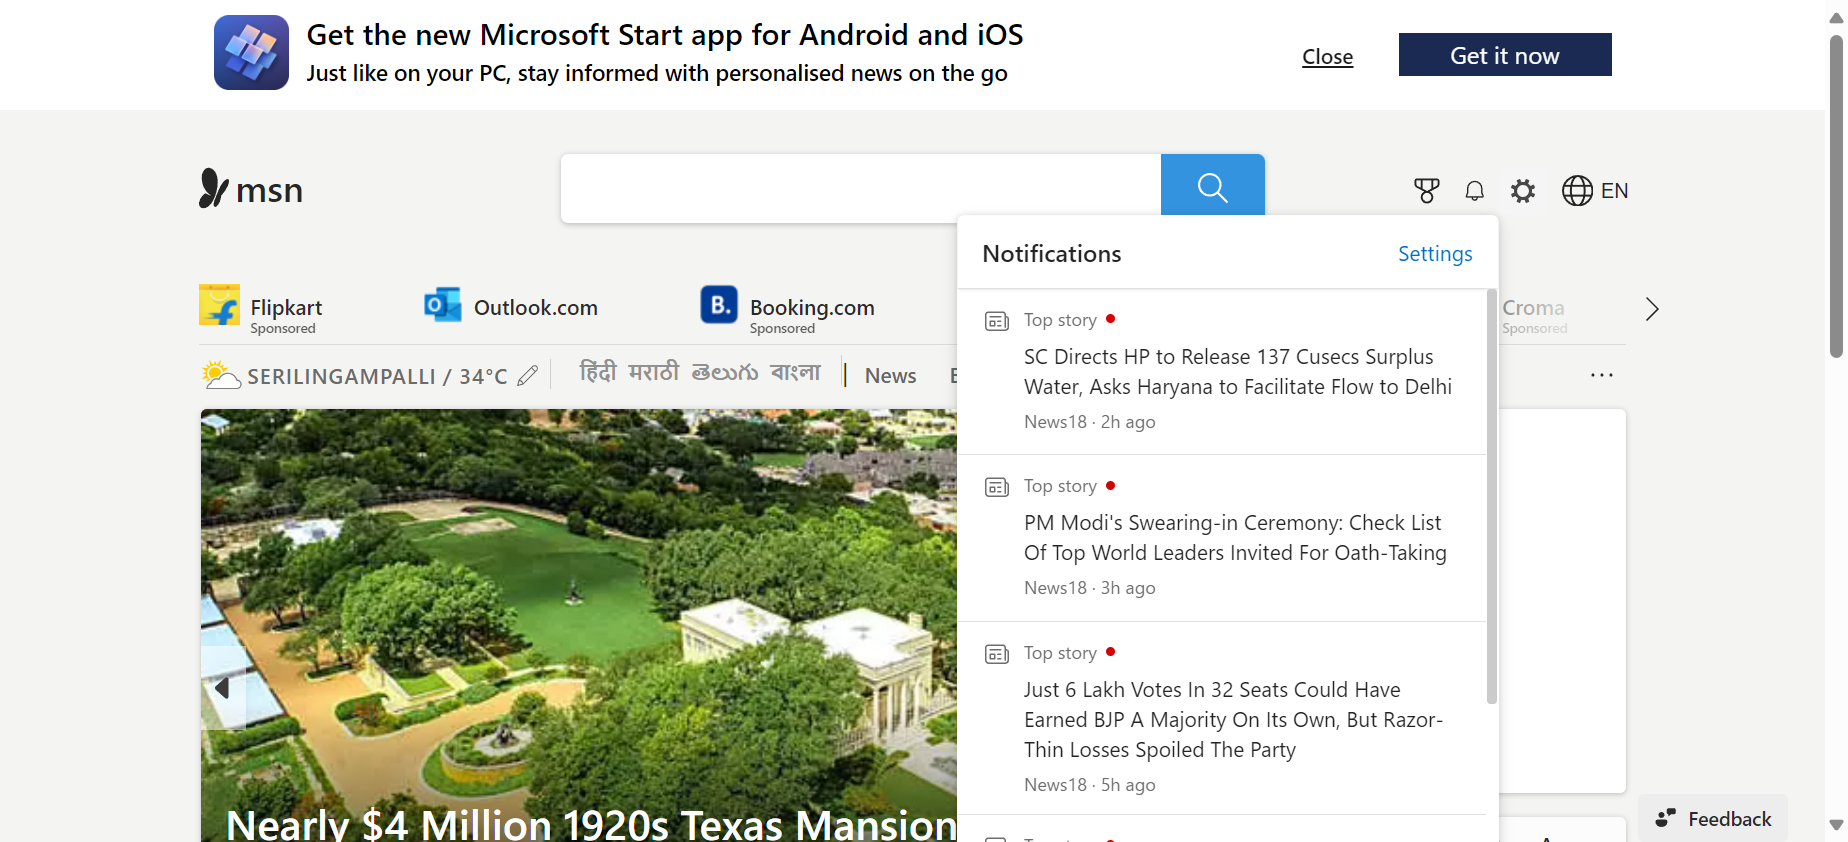 Get the new Microsoft Start app for Android and iOS
Just like on your PC, stay informed with personalised news on the go
Close
Get it now
msn
EN
Notifications
Settings
Flipkart
Sponsored
Outlook.com
B.
Booking.com
Sponsored
Croma
Sponsored
SERILINGAMPALLI / 34°C
हिंदी मराठी తెలుగు বাংলা
News
Top story
SC Directs HP to Release 137 Cusecs Surplus
Water, Asks Haryana to Facilitate Flow to Delhi
News18 · 2h ago
Top story
PM Modi's Swearing-in Ceremony: Check List
Of Top World Leaders Invited For Oath-Taking
News18 · 3h ago
Top story
Just 6 Lakh Votes In 32 Seats Could Have
Earned BJP A Majority On Its Own, But Razor-
Thin Losses Spoiled The Party
News18 · 5h ago
Top story
Nearly $4 Million 1920s Texas Mansion
Feedback